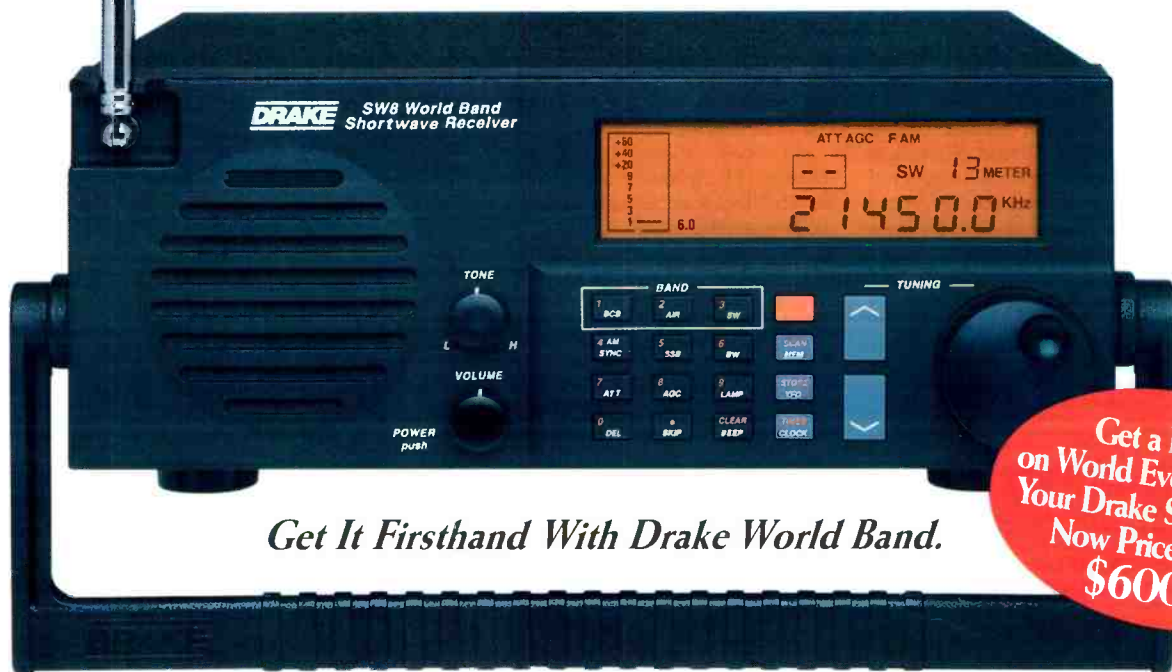 DRAKE SW8 World Band
Shortwave Receiver
+60
+40
+20
9
7
5
3
1
6.0
ATT AGC F AM
-- SW 13 METER
21450.0 KHz
TONE
L H
VOLUME
POWER
push
BAND
1 BCB 2 AIR 3 SW
4 AM SYNC 5 SSB 6 BW SCAN MEM
7 ATT 8 AGC 9 LAMP STORE VFO
0 DEL • SKIP CLEAR BEEP TIMER CLOCK
TUNING
Get a
on World
Your Drake
Now
$600
Get It Firsthand With Drake World Band.
DRAKE